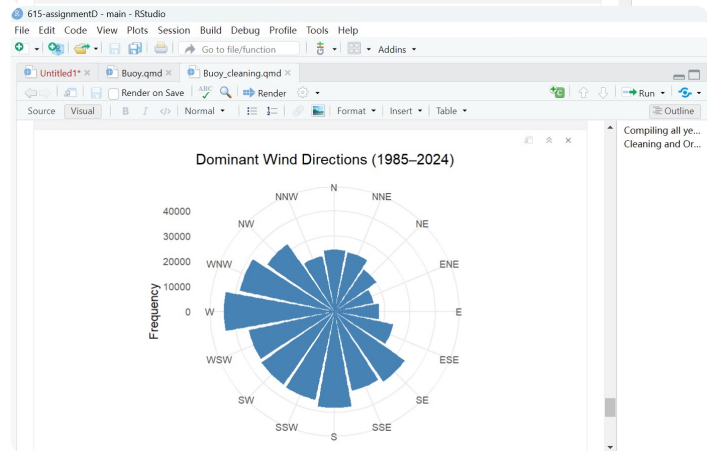 615-assignmentD - main - RStudio
File Edit Code View Plots Session Build Debug Profile Tools Help
Go to file/function Addins
Untitled1* × Buoy.qmd × Buoy_cleaning.qmd ×
Render on Save ABC Render Run
Source Visual B I </> Normal Format Insert Table Outline
Compiling all ye...
Cleaning and Or...
Dominant Wind Directions (1985–2024)
N
NNW NNE
40000
NW NE
30000
20000 WNW ENE
10000
0 W E
Frequency
WSW ESE
SW SE
SSW SSE
S